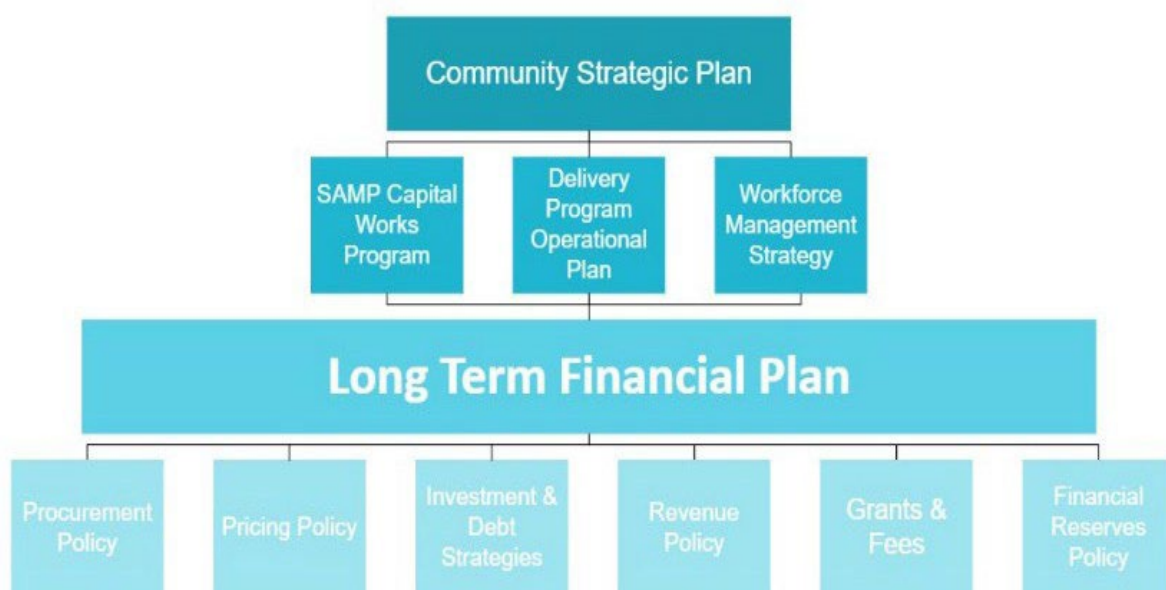 Community Strategic Plan
SAMP Capital
Works
Program
Delivery
Program
Operational
Plan
Workforce
Management
Strategy
Long Term Financial Plan
Procurement
Policy
Pricing Policy
Investment &
Debt
Strategies
Revenue
Policy
Grants &
Fees
Financial
Reserves
Policy